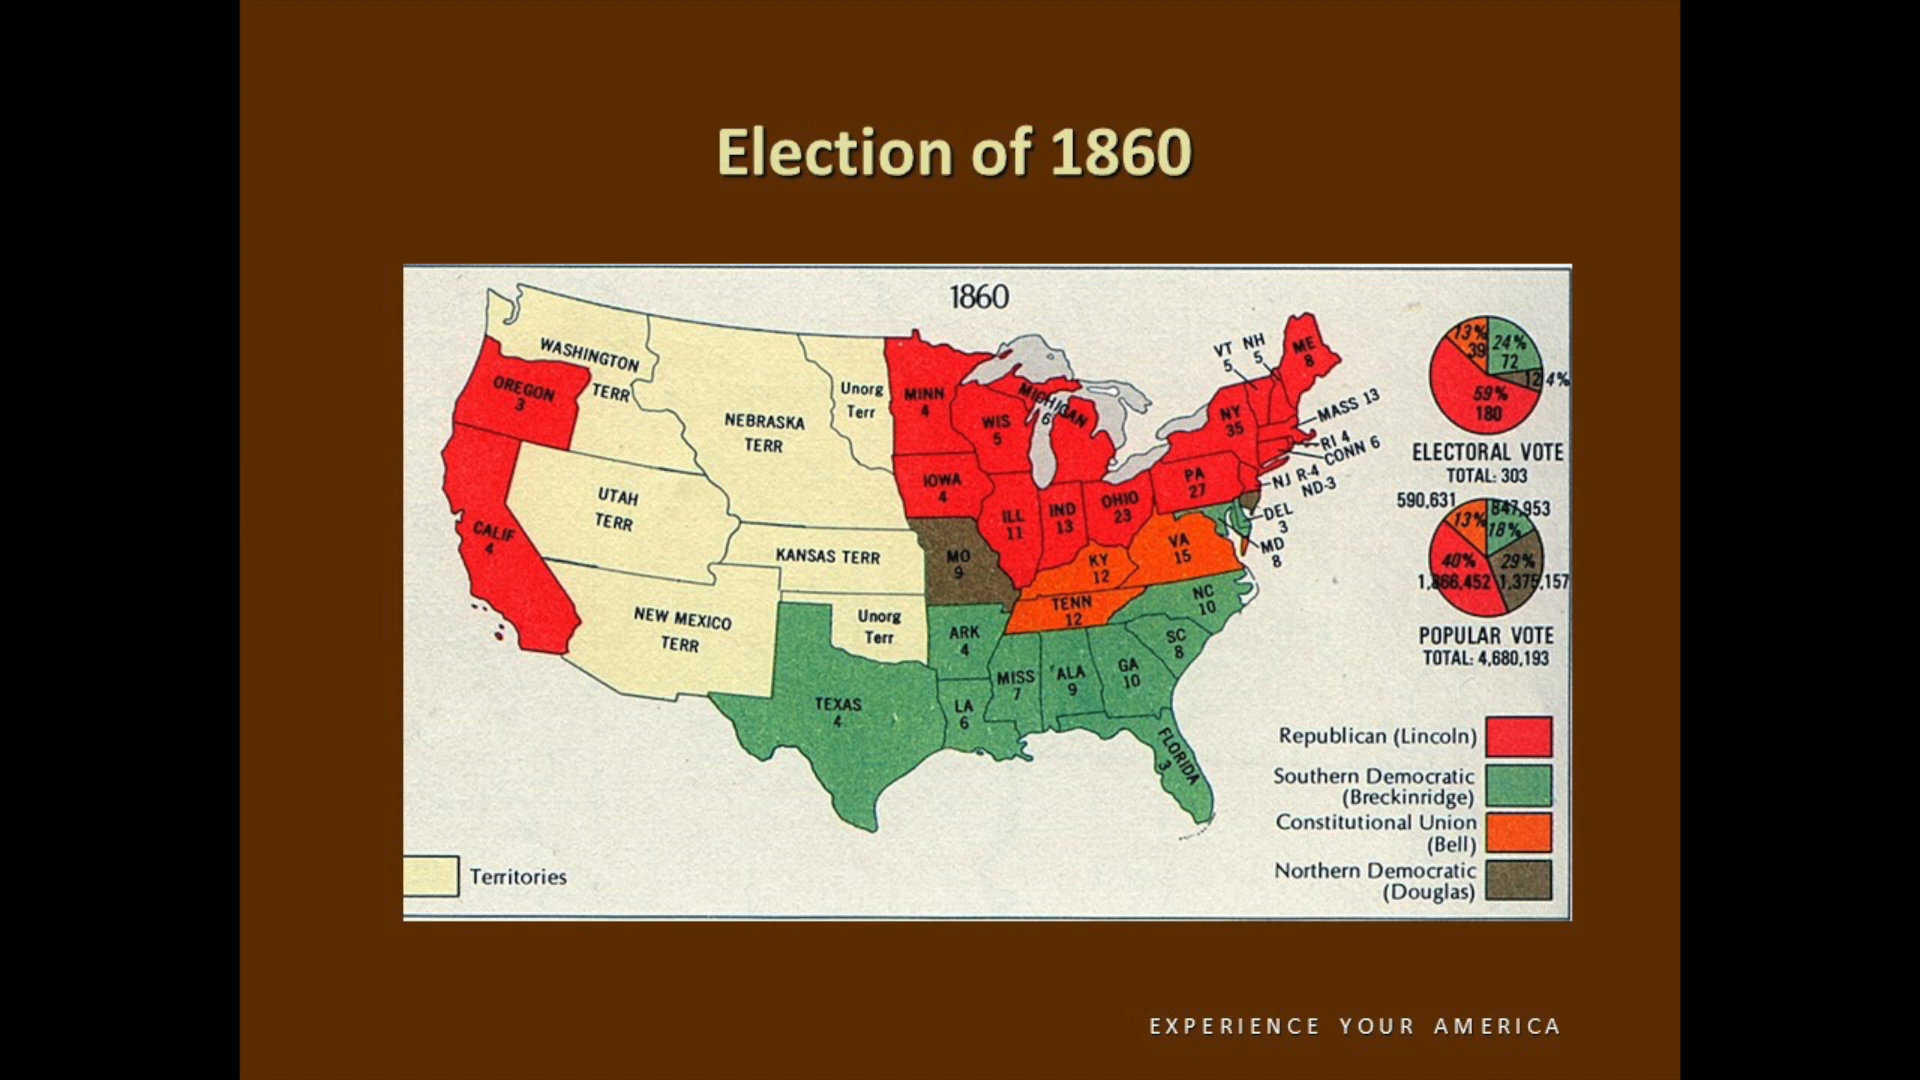 Election of 1860
1860
WASHINGTON
TERR
OREGON
3
CALIF
4
UTAH
TERR
NEBRASKA
TERR
Unorg
Terr
KANSAS TERR
NEW MEXICO
TERR
Unorg
Terr
TEXAS
4
MINN
4
WIS
5
MICHIGAN
6
IOWA
4
ILL
11
IND
13
OHIO
23
MO
9
KY
12
TENN
12
VA
15
NC
10
SC
8
ARK
4
LA
6
MISS
7
ALA
9
GA
10
FLORIDA
3
PA
27
NY
35
VT
5
NH
5
ME
8
MASS 13
RI 4
CONN 6
NJ R-4
ND-3
DEL
3
MD
8
13%
39
24%
72
12 4%
59%
180
ELECTORAL VOTE
TOTAL: 303
590,631
847,953
13%
18%
40%
29%
1,866,452
1,375,157
POPULAR VOTE
TOTAL: 4,680,193
Republican (Lincoln)
Southern Democratic
(Breckinridge)
Constitutional Union
(Bell)
Northern Democratic
(Douglas)
Territories
EXPERIENCE YOUR AMERICA